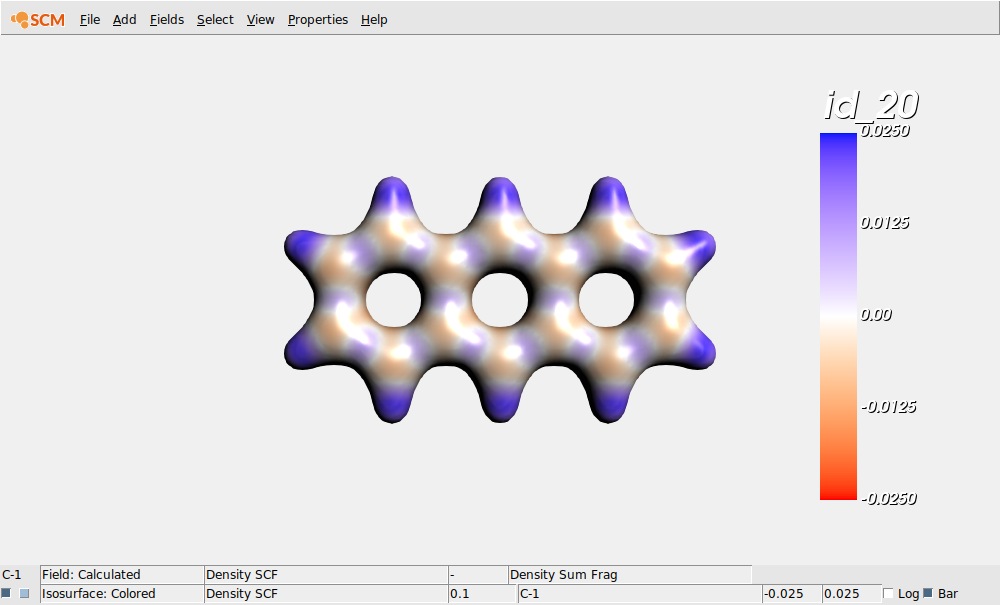 SCM File Add Fields Select View Properties Help
id_20
0.0250
0.0125
0.00
-0.0125
-0.0250
C-1 Field: Calculated Density SCF - Density Sum Frag
Isosurface: Colored Density SCF 0.1 C-1 -0.025 0.025 Log Bar